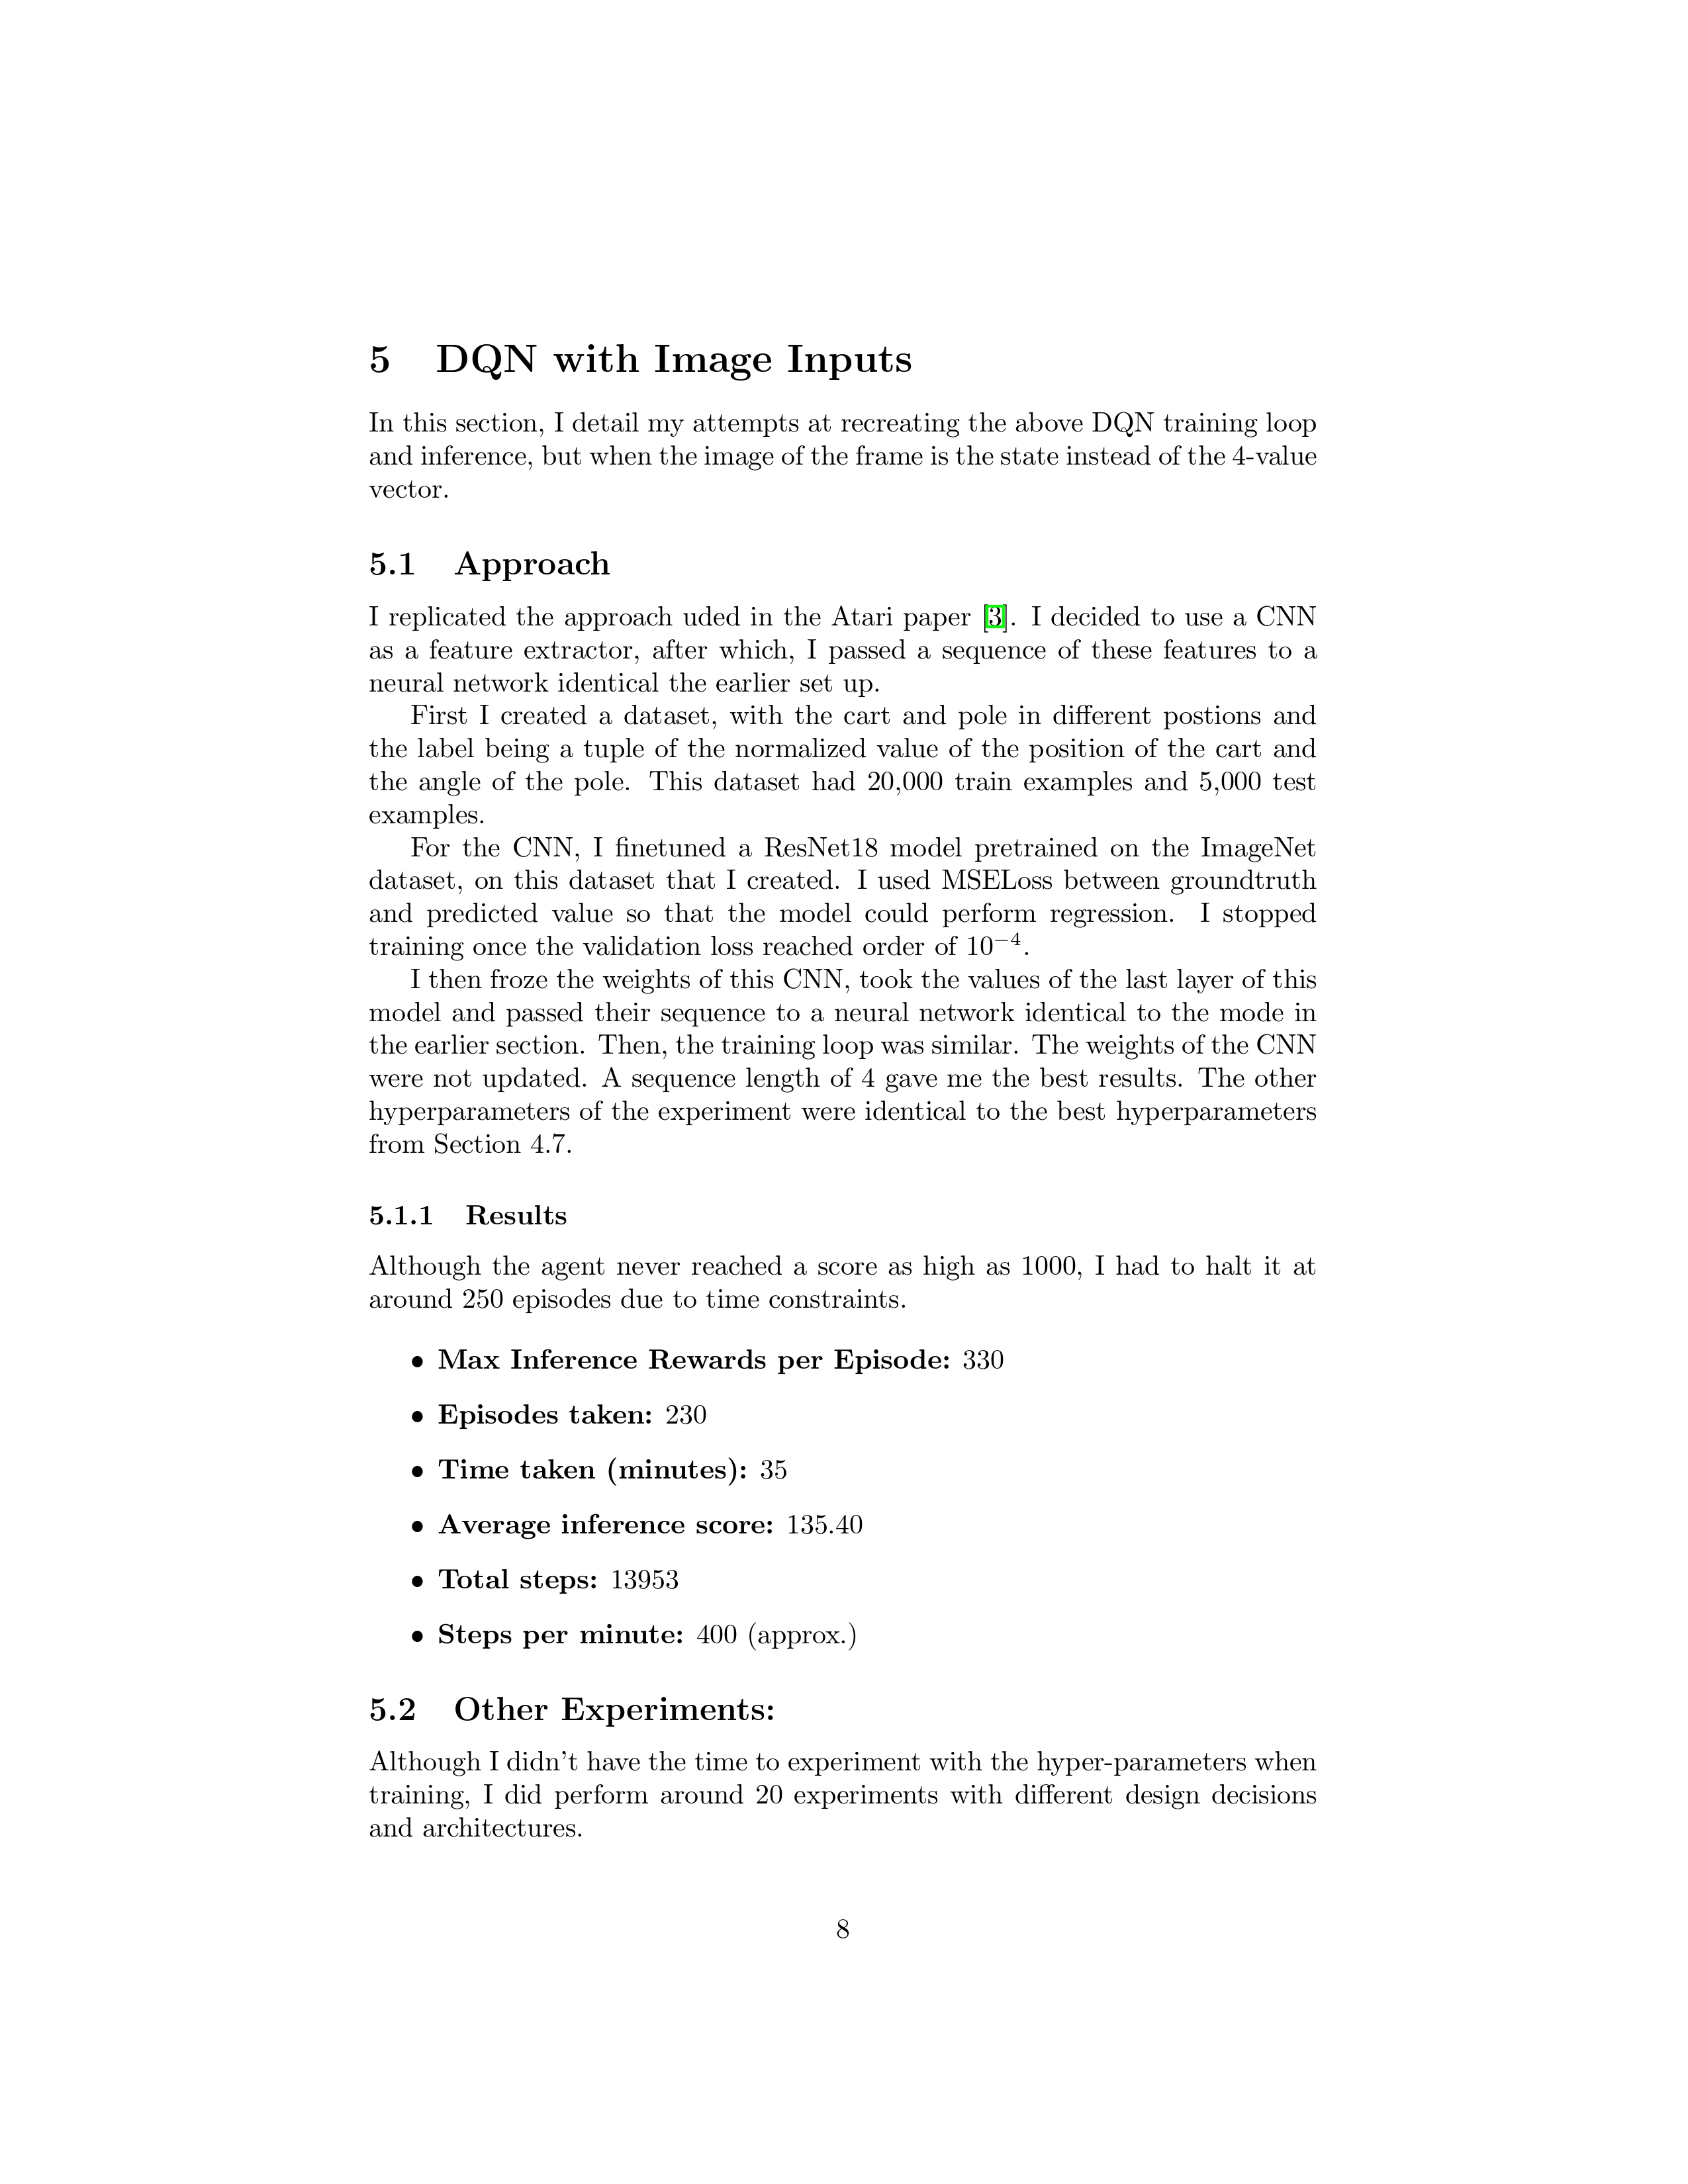 5 DQN with Image Inputs
In this section, I detail my attempts at recreating the above DQN training loop
and inference, but when the image of the frame is the state instead of the 4-value
vector.
5.1 Approach
I replicated the approach uded in the Atari paper [3]. I decided to use a CNN
as a feature extractor, after which, I passed a sequence of these features to a
neural network identical the earlier set up.
First I created a dataset, with the cart and pole in different postions and
the label being a tuple of the normalized value of the position of the cart and
the angle of the pole. This dataset had 20,000 train examples and 5,000 test
examples.
For the CNN, I finetuned a ResNet18 model pretrained on the ImageNet
dataset, on this dataset that I created. I used MSELoss between groundtruth
and predicted value so that the model could perform regression. I stopped
training once the validation loss reached order of 10⁻⁴.
I then froze the weights of this CNN, took the values of the last layer of this
model and passed their sequence to a neural network identical to the mode in
the earlier section. Then, the training loop was similar. The weights of the CNN
were not updated. A sequence length of 4 gave me the best results. The other
hyperparameters of the experiment were identical to the best hyperparameters
from Section 4.7.
5.1.1 Results
Although the agent never reached a score as high as 1000, I had to halt it at
around 250 episodes due to time constraints.
• Max Inference Rewards per Episode: 330
• Episodes taken: 230
• Time taken (minutes): 35
• Average inference score: 135.40
• Total steps: 13953
• Steps per minute: 400 (approx.)
5.2 Other Experiments:
Although I didn't have the time to experiment with the hyper-parameters when
training, I did perform around 20 experiments with different design decisions
and architectures.
8